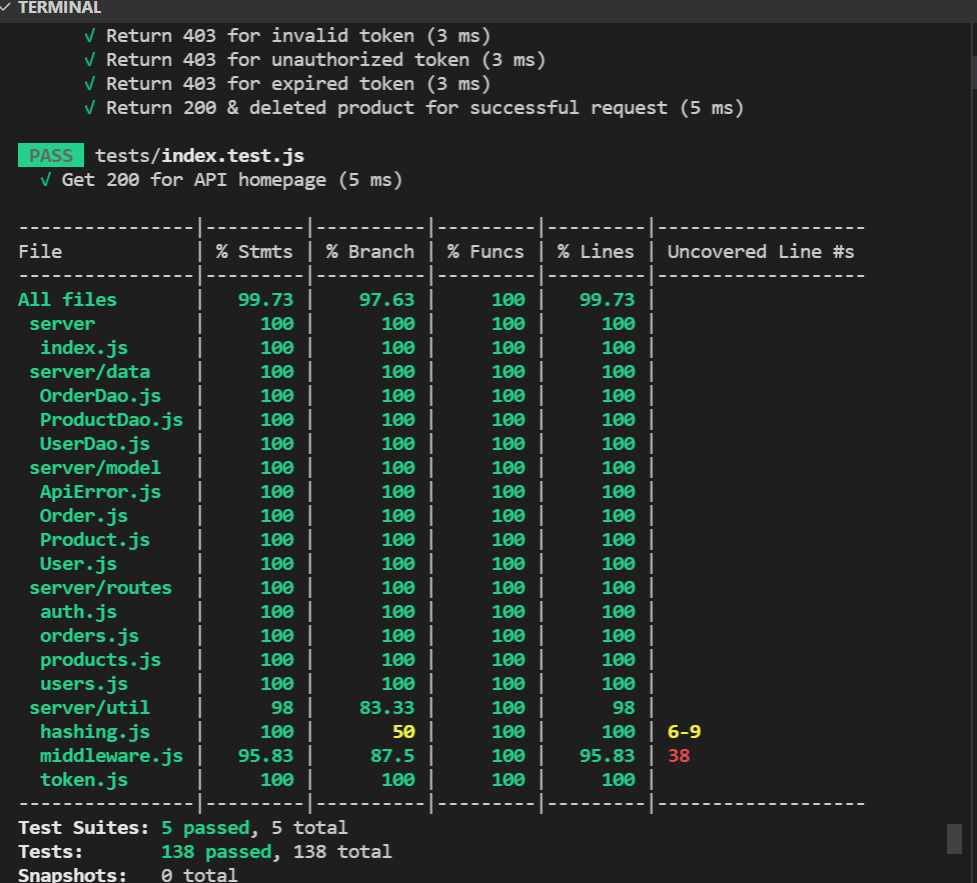 TERMINAL
√ Return 403 for invalid token (3 ms)
√ Return 403 for unauthorized token (3 ms)
√ Return 403 for expired token (3 ms)
√ Return 200 & deleted product for successful request (5 ms)
PASS tests/index.test.js
√ Get 200 for API homepage (5 ms)
----------------|---------|----------|---------|---------|-------------------
File | % Stmts | % Branch | % Funcs | % Lines | Uncovered Line #s
----------------|---------|----------|---------|---------|-------------------
All files | 99.73 | 97.63 | 100 | 99.73 |
server | 100 | 100 | 100 | 100 |
index.js | 100 | 100 | 100 | 100 |
server/data | 100 | 100 | 100 | 100 |
OrderDao.js | 100 | 100 | 100 | 100 |
ProductDao.js | 100 | 100 | 100 | 100 |
UserDao.js | 100 | 100 | 100 | 100 |
server/model | 100 | 100 | 100 | 100 |
ApiError.js | 100 | 100 | 100 | 100 |
Order.js | 100 | 100 | 100 | 100 |
Product.js | 100 | 100 | 100 | 100 |
User.js | 100 | 100 | 100 | 100 |
server/routes | 100 | 100 | 100 | 100 |
auth.js | 100 | 100 | 100 | 100 |
orders.js | 100 | 100 | 100 | 100 |
products.js | 100 | 100 | 100 | 100 |
users.js | 100 | 100 | 100 | 100 |
server/util | 98 | 83.33 | 100 | 98 |
hashing.js | 100 | 50 | 100 | 100 | 6-9
middleware.js | 95.83 | 87.5 | 100 | 95.83 | 38
token.js | 100 | 100 | 100 | 100 |
----------------|---------|----------|---------|---------|-------------------
Test Suites: 5 passed, 5 total
Tests: 138 passed, 138 total
Snapshots: 0 total